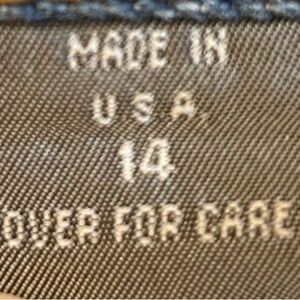 MADE IN
U S A.
14
OVER FOR CARE